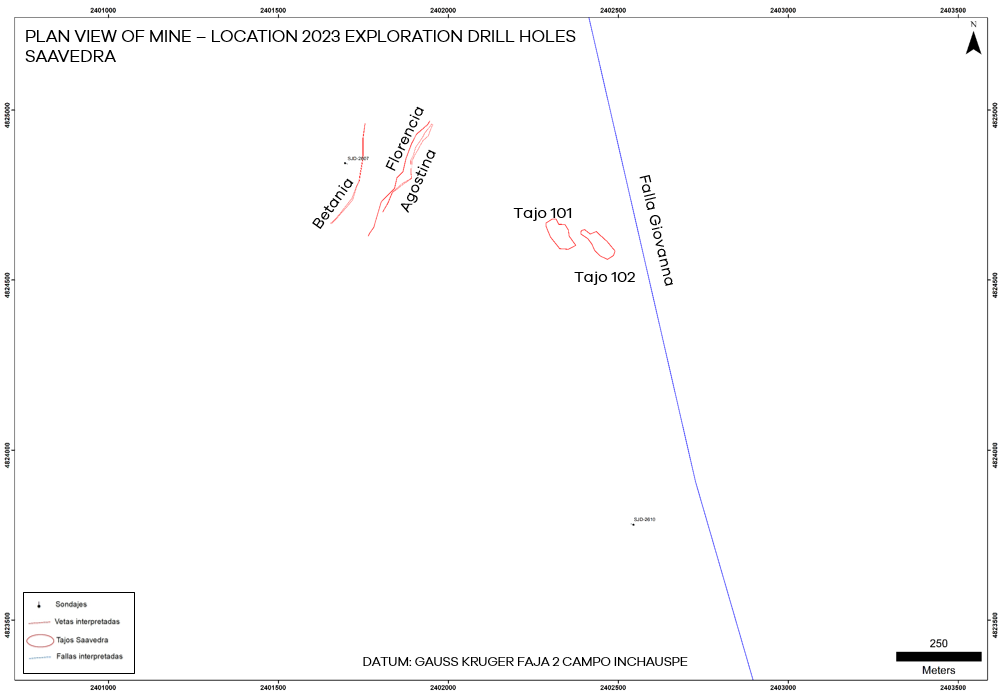 2401000 2401500 2402000 2402500 2403000 2403500
PLAN VIEW OF MINE – LOCATION 2023 EXPLORATION DRILL HOLES
SAAVEDRA
N
4825000 4825000
Florencia
SJD-2607
Agostina
Betania
Falla Giovanna
Tajo 101
Tajo 102
4824500 4824500
4824000 4824000
SJD-2610
Sondajes
Vetas interpretadas
Tajos Saavedra
Fallas interpretadas
4823500 4823500
250
Meters
DATUM: GAUSS KRUGER FAJA 2 CAMPO INCHAUSPE
2401000 2401500 2402000 2402500 2403000 2403500